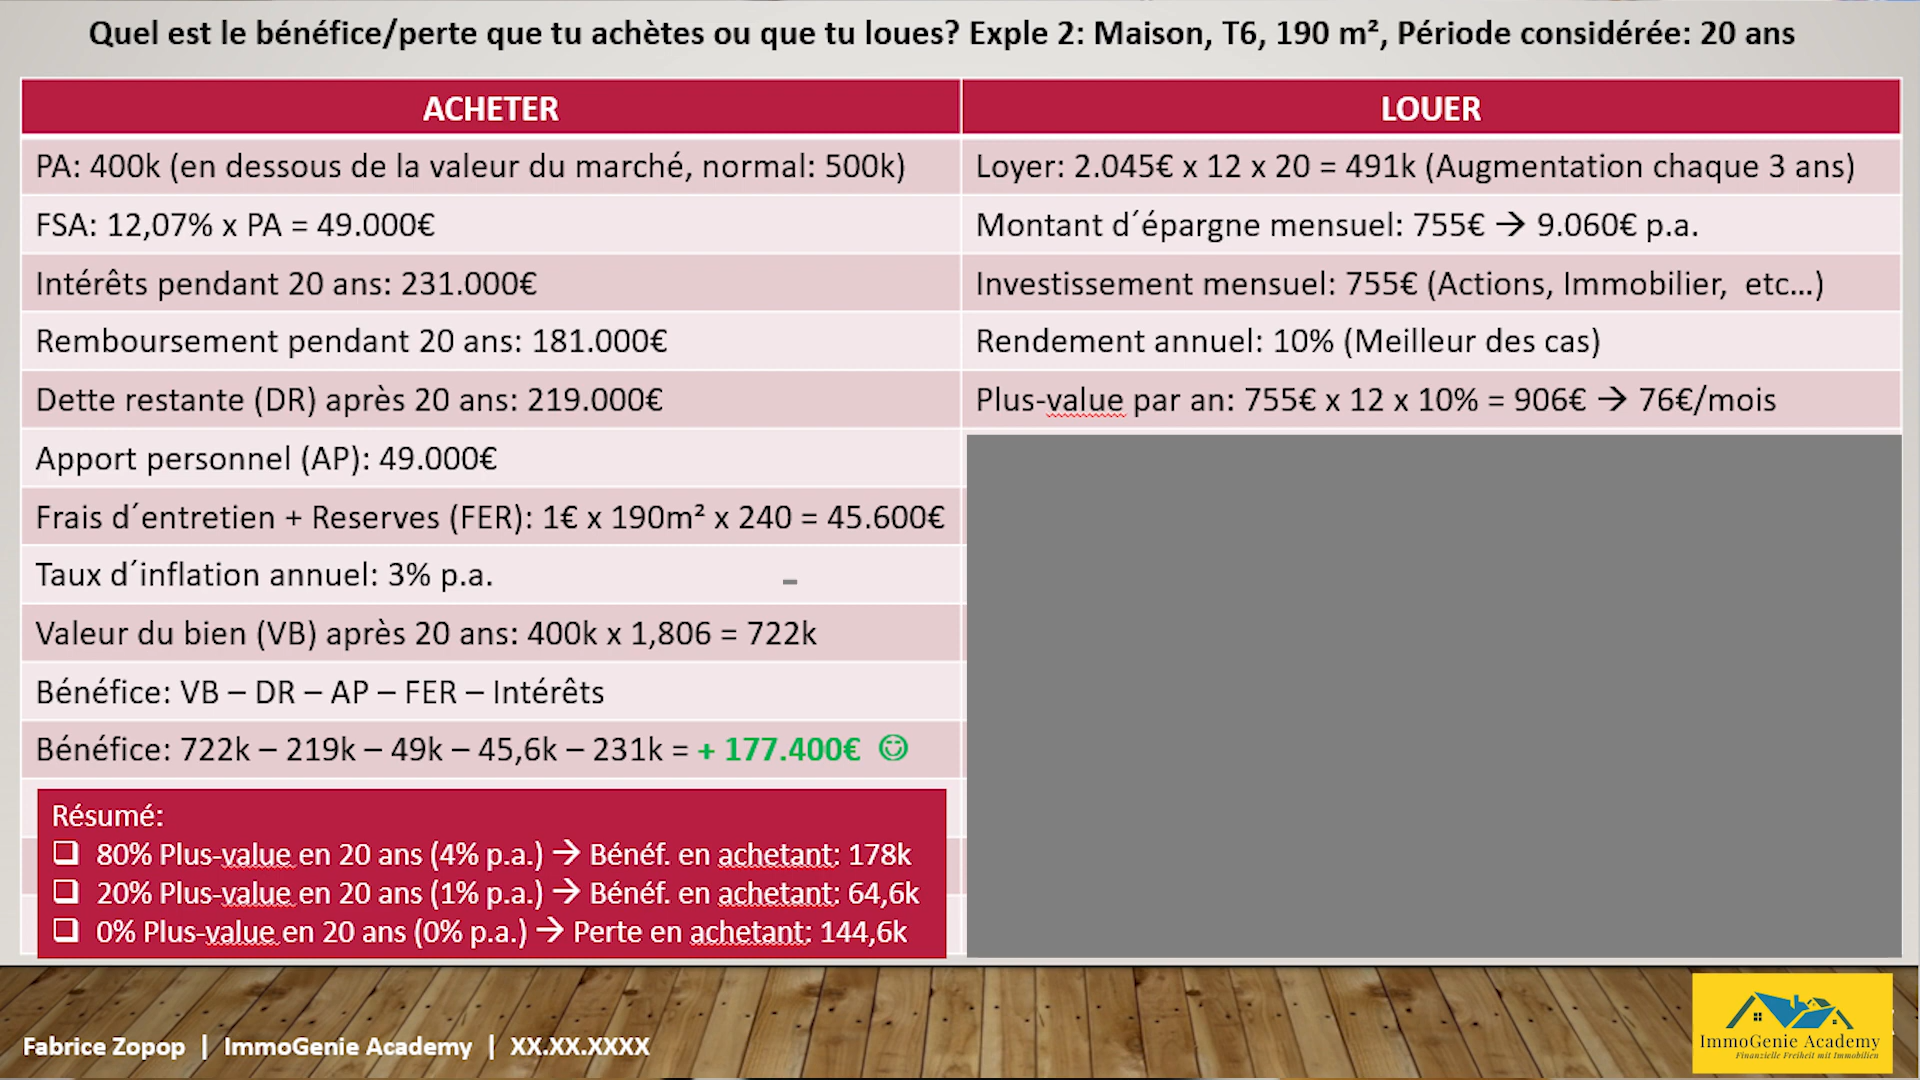 Quel est le bénéfice/perte que tu achètes ou que tu loues? Exple 2: Maison, T6, 190 m², Période considérée: 20 ans
ACHETER
LOUER
PA: 400k (en dessous de la valeur du marché, normal: 500k)
Loyer: 2.045€ x 12 x 20 = 491k (Augmentation chaque 3 ans)
FSA: 12,07% x PA = 49.000€
Montant d´épargne mensuel: 755€ → 9.060€ p.a.
Intérêts pendant 20 ans: 231.000€
Investissement mensuel: 755€ (Actions, Immobilier, etc...)
Remboursement pendant 20 ans: 181.000€
Rendement annuel: 10% (Meilleur des cas)
Dette restante (DR) après 20 ans: 219.000€
Plus-value par an: 755€ x 12 x 10% = 906€ → 76€/mois
Apport personnel (AP): 49.000€
Frais d´entretien + Reserves (FER): 1€ x 190m² x 240 = 45.600€
Taux d´inflation annuel: 3% p.a.
Valeur du bien (VB) après 20 ans: 400k x 1,806 = 722k
Bénéfice: VB – DR – AP – FER – Intérêts
Bénéfice: 722k – 219k – 49k – 45,6k – 231k = + 177.400€ ☺
Résumé:
❑ 80% Plus-value en 20 ans (4% p.a.) → Bénéf. en achetant: 178k
❑ 20% Plus-value en 20 ans (1% p.a.) → Bénéf. en achetant: 64,6k
❑ 0% Plus-value en 20 ans (0% p.a.) → Perte en achetant: 144,6k
Fabrice Zopop | ImmoGenie Academy | XX.XX.XXXX
ImmoGenie Academy
Finanzielle Freiheit mit Immobilien